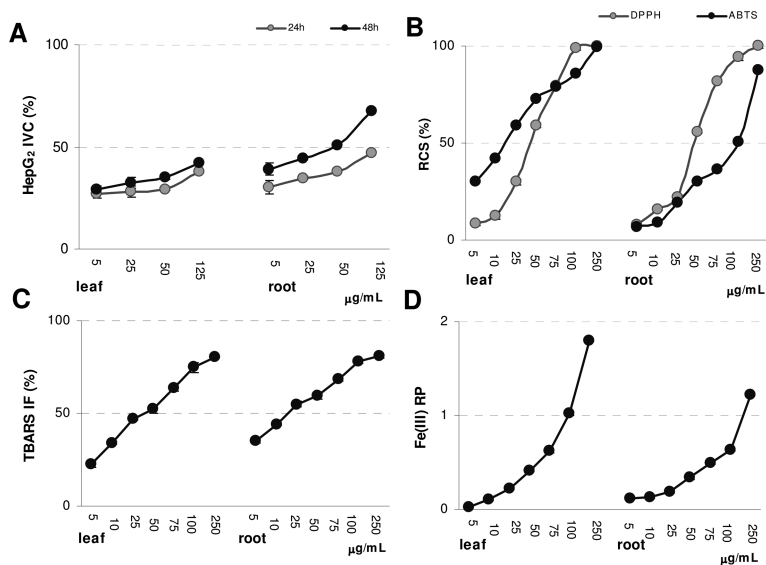 A
24h 48h
100
50
0
HepG₂ IVC (%)
5 25 50 125 5 25 50 125
leaf root µg/mL
B
DPPH ABTS
100
50
0
RCS (%)
5 10 25 50 75 100 250 5 10 25 50 75 100 250
leaf root µg/mL
C
100
50
0
TBARS IF (%)
5 10 25 50 75 100 250 5 10 25 50 75 100 250
leaf root µg/mL
D
2
1
0
Fe(III) RP
5 10 25 50 75 100 250 5 10 25 50 75 100 250
leaf root µg/mL